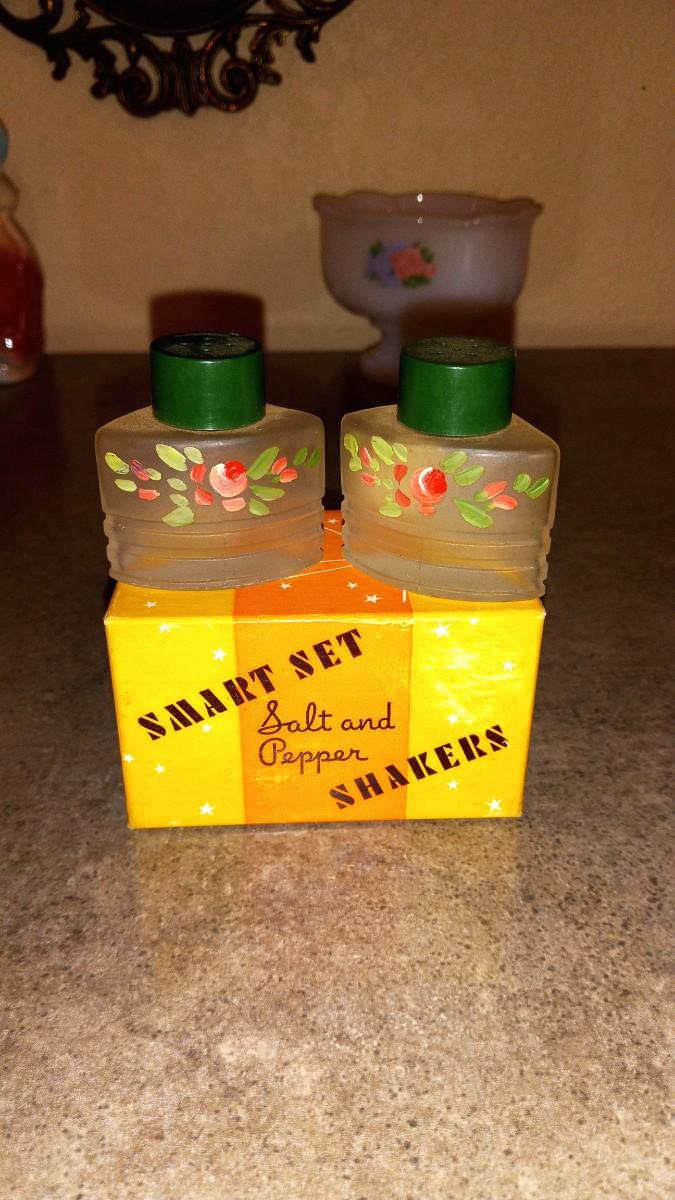 SMART SET
Salt and
Pepper
SHAKERS